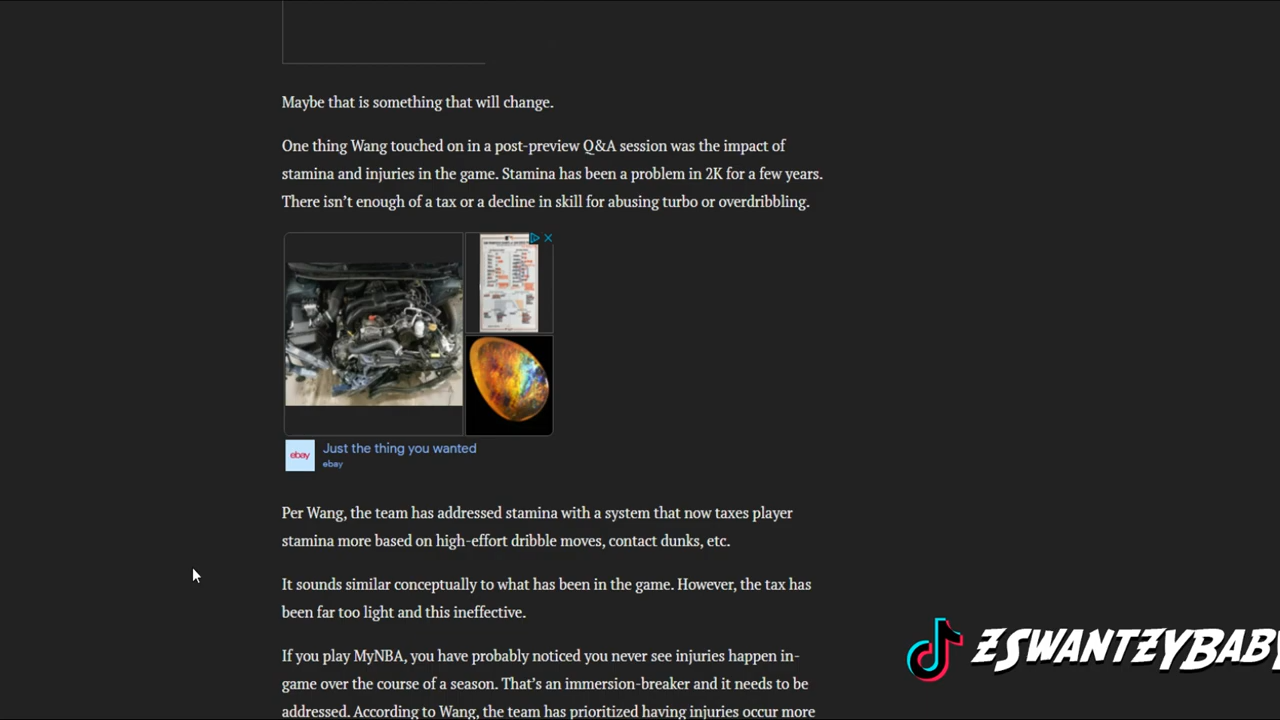 Maybe that is something that will change.
One thing Wang touched on in a post-preview Q&A session was the impact of
stamina and injuries in the game. Stamina has been a problem in 2K for a few years.
There isn't enough of a tax or a decline in skill for abusing turbo or overdribbling.
Just the thing you wanted
ebay
ebay
Per Wang, the team has addressed stamina with a system that now taxes player
stamina more based on high-effort dribble moves, contact dunks, etc.
It sounds similar conceptually to what has been in the game. However, the tax has
been far too light and this ineffective.
If you play MyNBA, you have probably noticed you never see injuries happen in-
game over the course of a season. That's an immersion-breaker and it needs to be
addressed. According to Wang, the team has prioritized having injuries occur more
ZSWANTZYBABY